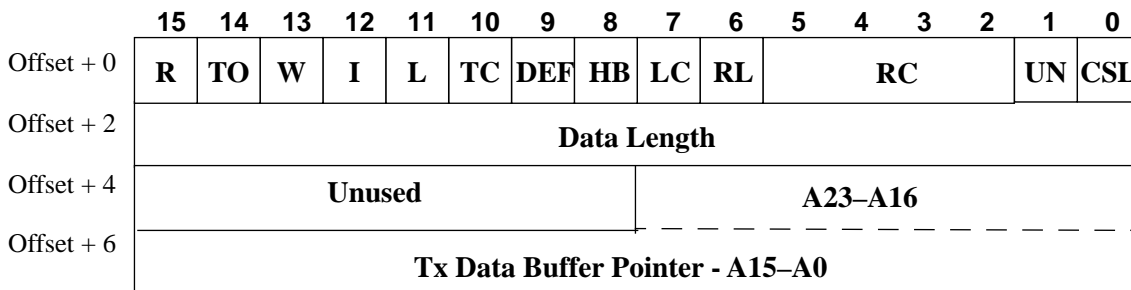 15 14 13 12 11 10 9 8 7 6 5 4 3 2 1 0
Offset + 0 R TO W I L TC DEF HB LC RL RC UN CSL
Offset + 2 Data Length
Offset + 4 Unused A23–A16
Offset + 6 Tx Data Buffer Pointer - A15–A0